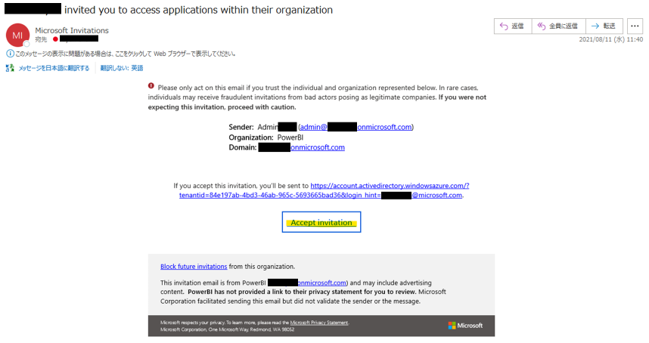 invited you to access applications within their organization
MI
Microsoft Invitations
宛先
返信
全員に返信
転送
2021/08/11 (水) 11:40
このメッセージの表示に問題がある場合は、ここをクリックして Web ブラウザーで表示してください。
メッセージを日本語に翻訳する
翻訳しない: 英語
Please only act on this email if you trust the individual and organization represented below. In rare cases,
individuals may receive fraudulent invitations from bad actors posing as legitimate companies. If you were not
expecting this invitation, proceed with caution.
Sender: Admin (admin@ onmicrosoft.com)
Organization: PowerBI
Domain: onmicrosoft.com
If you accept this invitation, you'll be sent to https://account.activedirectory.windowsazure.com/?
tenantid=84e197ab-4bd3-46ab-965c-5693665bad36&login_hint= @microsoft.com.
Accept invitation
Block future invitations from this organization.
This invitation email is from PowerBI ( onmicrosoft.com) and may include advertising
content. PowerBI has not provided a link to their privacy statement for you to review. Microsoft
Corporation facilitated sending this email but did not validate the sender or the message.
Microsoft respects your privacy. To learn more, please read the Microsoft Privacy Statement.
Microsoft Corporation, One Microsoft Way, Redmond, WA 98052
Microsoft